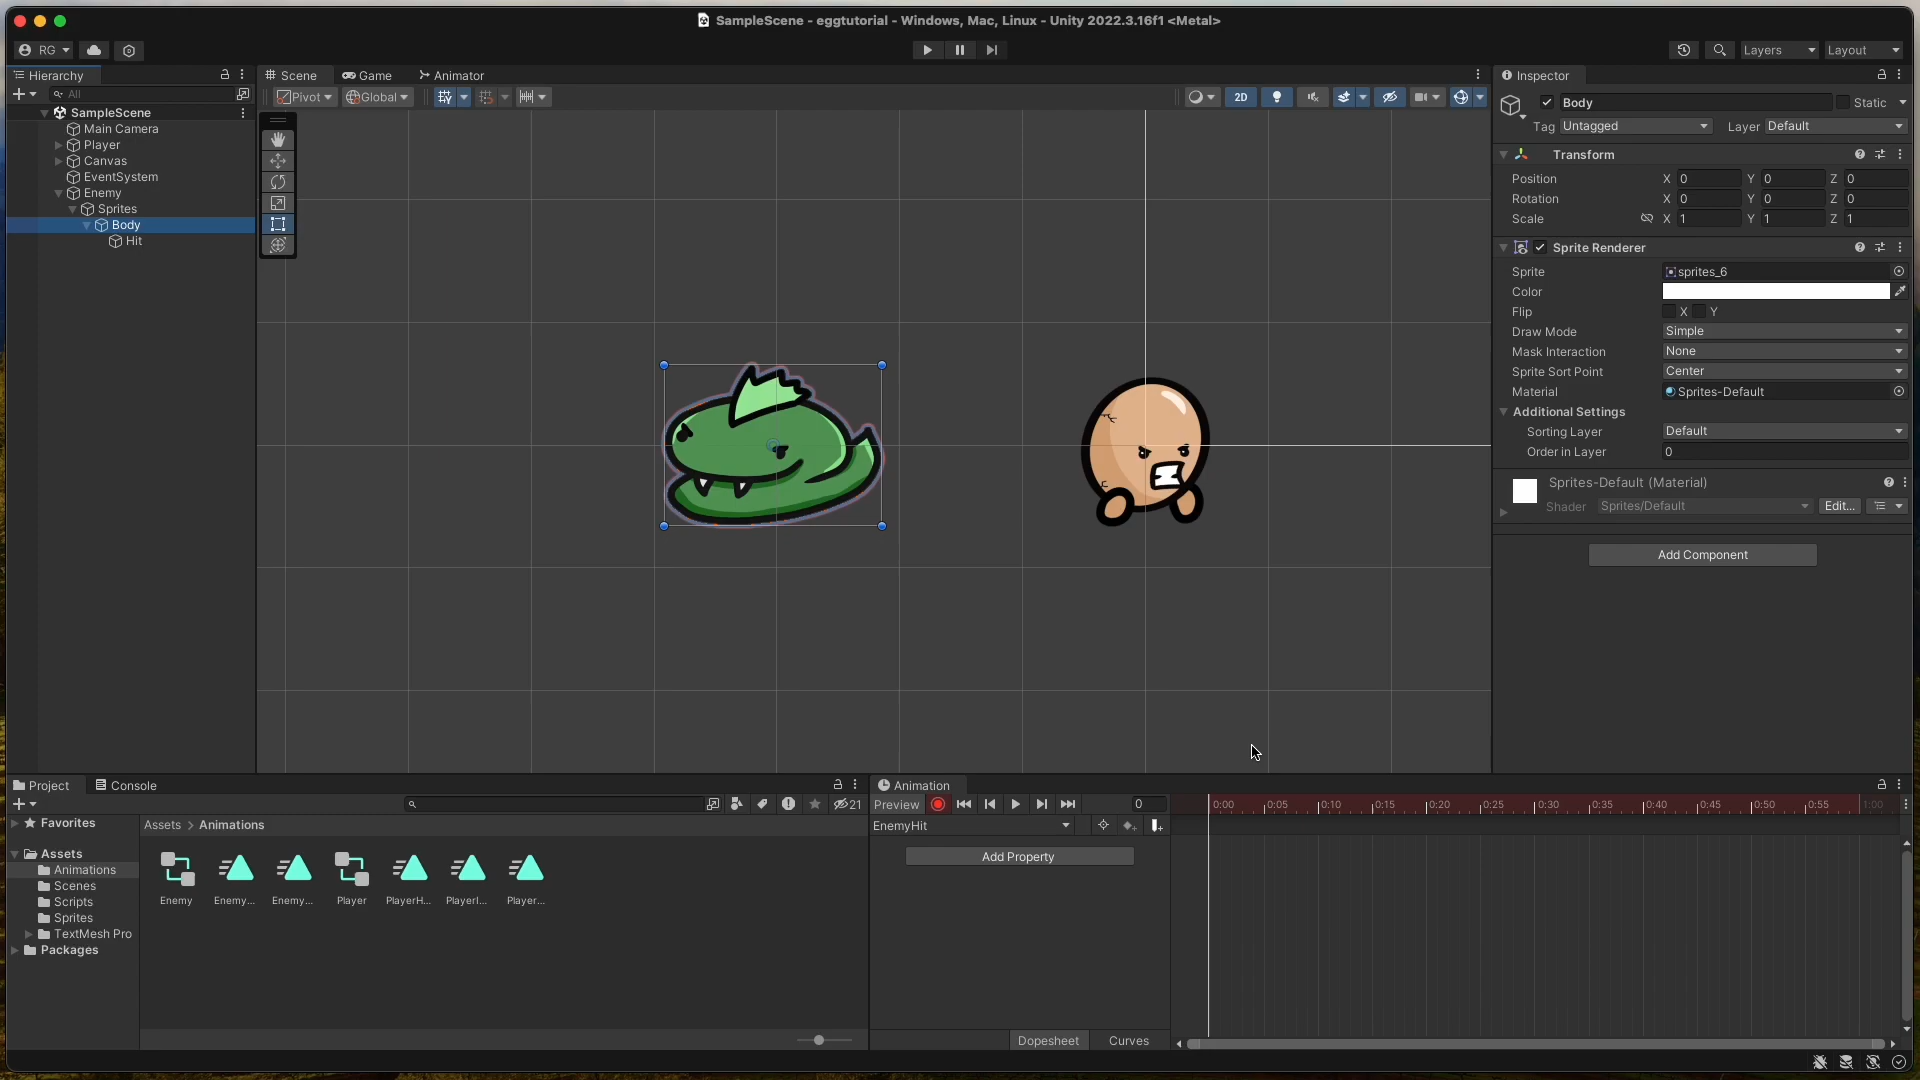 SampleScene - eggtutorial - Windows, Mac, Linux - Unity 2022.3.16f1 <Metal>
RG
Layers
Layout
Hierarchy
All
SampleScene
Main Camera
Player
Canvas
EventSystem
Enemy
Sprites
Body
Hit
Scene
Game
Animator
Pivot
Global
2D
Inspector
Body
Static
Tag Untagged
Layer Default
Transform
Position X 0 Y 0 Z 0
Rotation X 0 Y 0 Z 0
Scale X 1 Y 1 Z 1
Sprite Renderer
Sprite sprites_6
Color
Flip X Y
Draw Mode Simple
Mask Interaction None
Sprite Sort Point Center
Material Sprites-Default
Additional Settings
Sorting Layer Default
Order in Layer 0
Sprites-Default (Material)
Shader Sprites/Default Edit...
Add Component
Project
Console
21
Favorites
Assets
Animations
Scenes
Scripts
Sprites
TextMesh Pro
Packages
Assets > Animations
Enemy
Enemy...
Enemy...
Player
PlayerH...
PlayerI...
Player...
Animation
Preview 0
0:00 0:05 0:10 0:15 0:20 0:25 0:30 0:35 0:40 0:45 0:50 0:55 1:00
EnemyHit
Add Property
Dopesheet
Curves